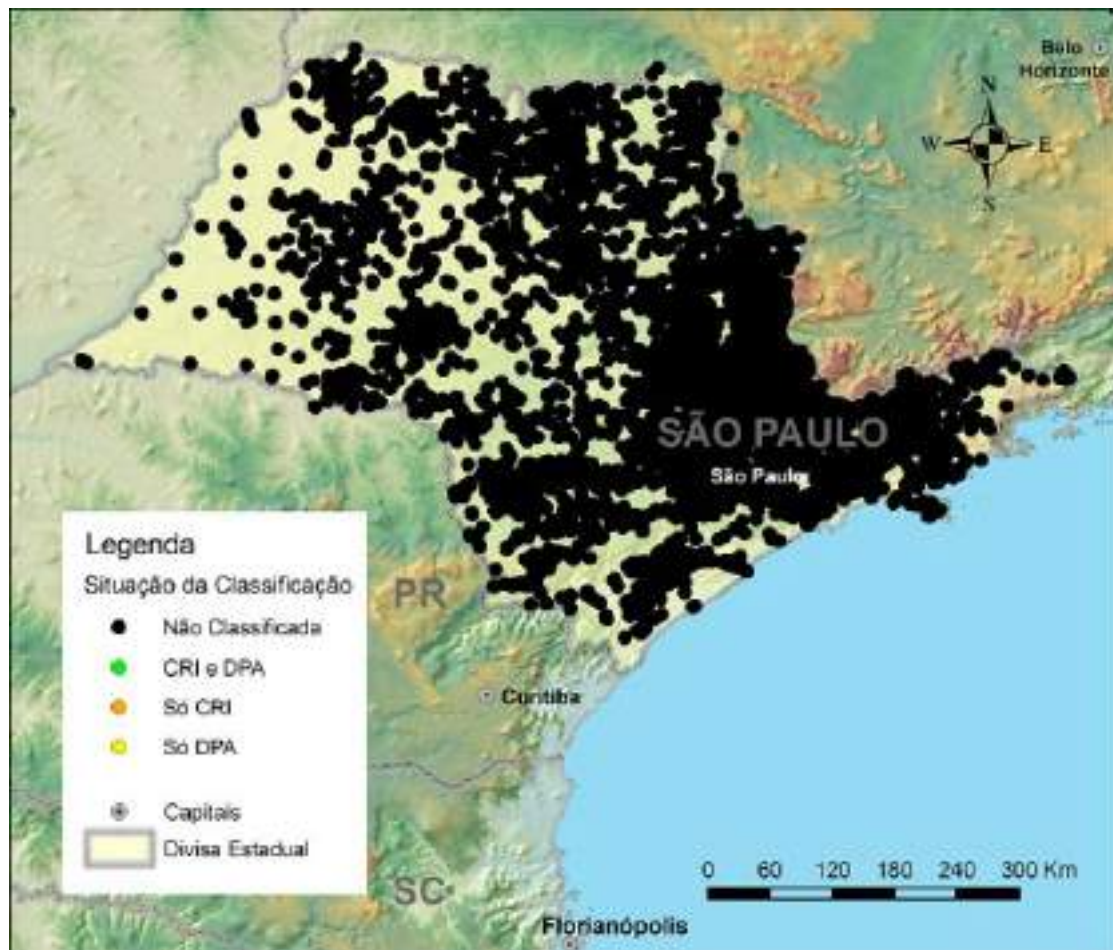 Belo
Horizonte
N
W
E
S
SÃO PAULO
São Paulo
Legenda
Situação da Classificação
Não Classificada
CRI e DPA
Só CRI
Só DPA
Capitais
Divisa Estadual
PR
Curitiba
SC
Florianópolis
0 60 120 180 240 300 Km